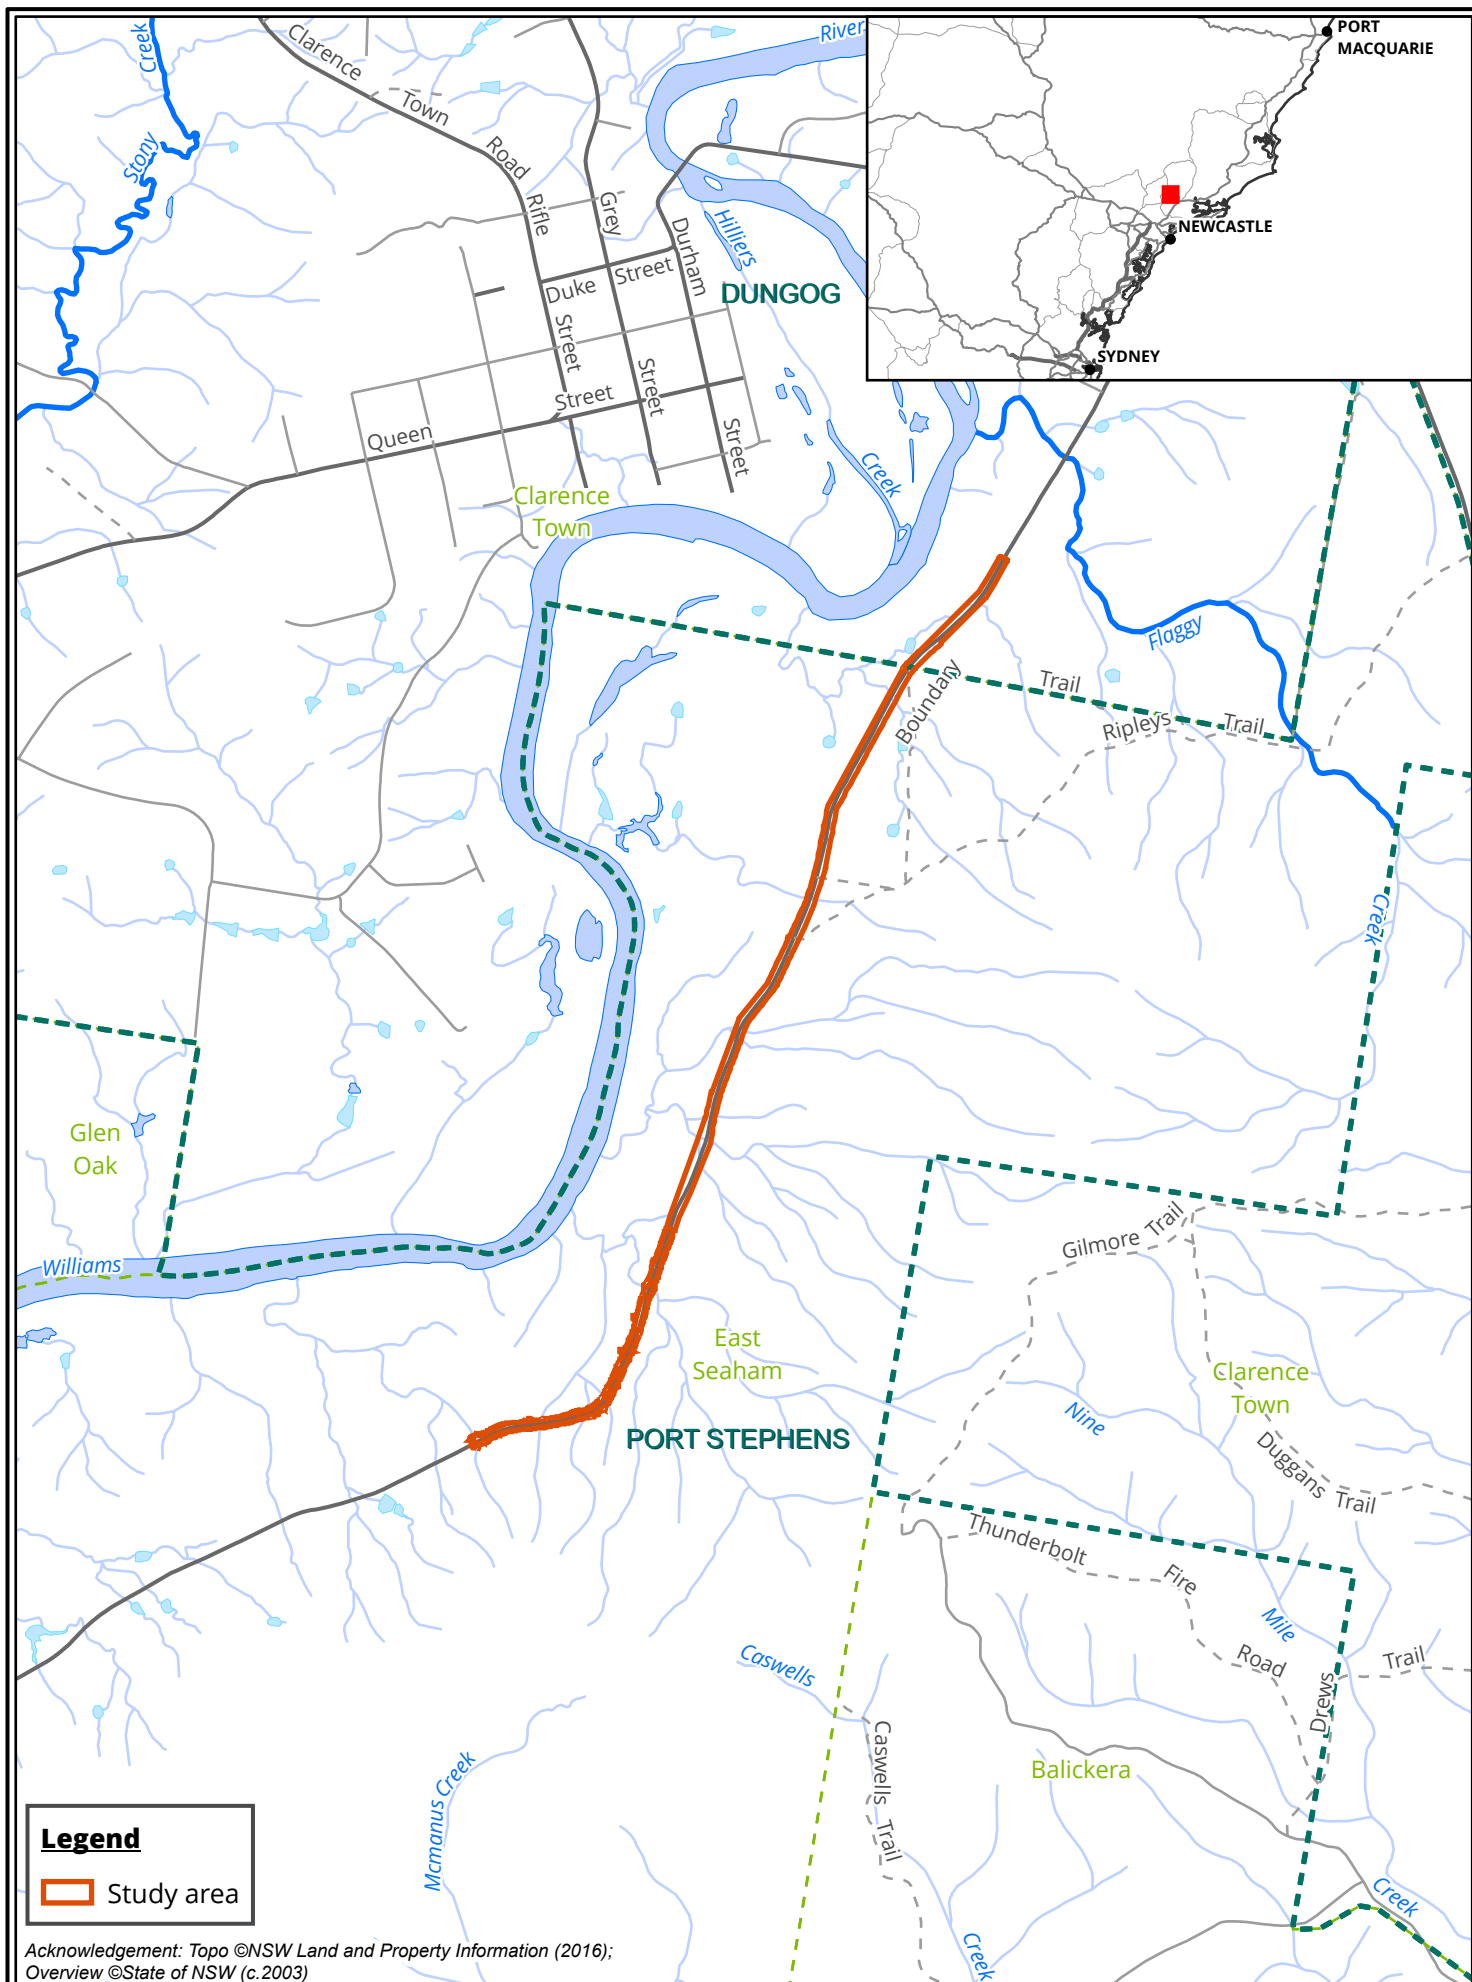 Creek
Clarence
Town
Road
River
PORT
MACQUARIE
Stony
Rifle
Grey
Durham
Hilliers
NEWCASTLE
SYDNEY
Duke
Street
DUNGOG
Street
Street
Street
Queen
Street
Creek
Clarence
Town
Flaggy
Boundary
Trail
Ripleys
Trail
Creek
Glen
Oak
Williams
Gilmore
Trail
East
Seaham
Clarence
Town
Nine
PORT STEPHENS
Duggans
Trail
Thunderbolt
Fire
Mile
Road
Trail
Drews
Caswells
Caswells
Trail
Balickera
Mcmanus
Creek
Creek
Creek
Legend
Study area
Acknowledgement: Topo ©NSW Land and Property Information (2016);
Overview ©State of NSW (c.2003)